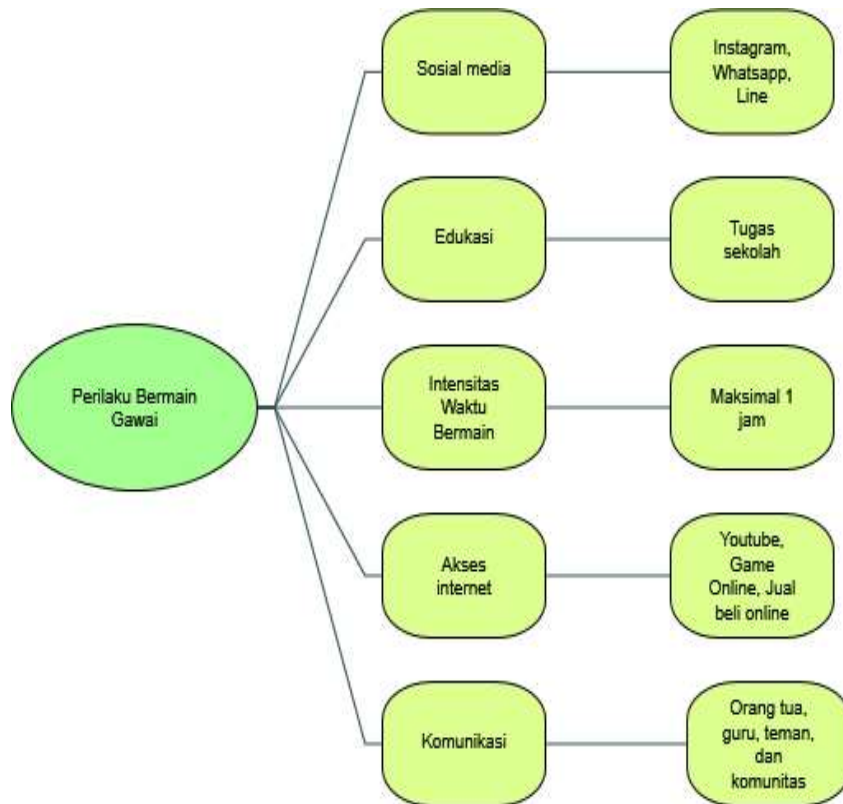 Sosial media
Instagram,
Whatsapp,
Line
Edukasi
Tugas
sekolah
Perilaku Bermain
Gawai
Intensitas
Waktu
Bermain
Maksimal 1
jam
Akses
internet
Youtube,
Game
Online, Jual
beli online
Komunikasi
Orang tua,
guru, teman,
dan
komunitas